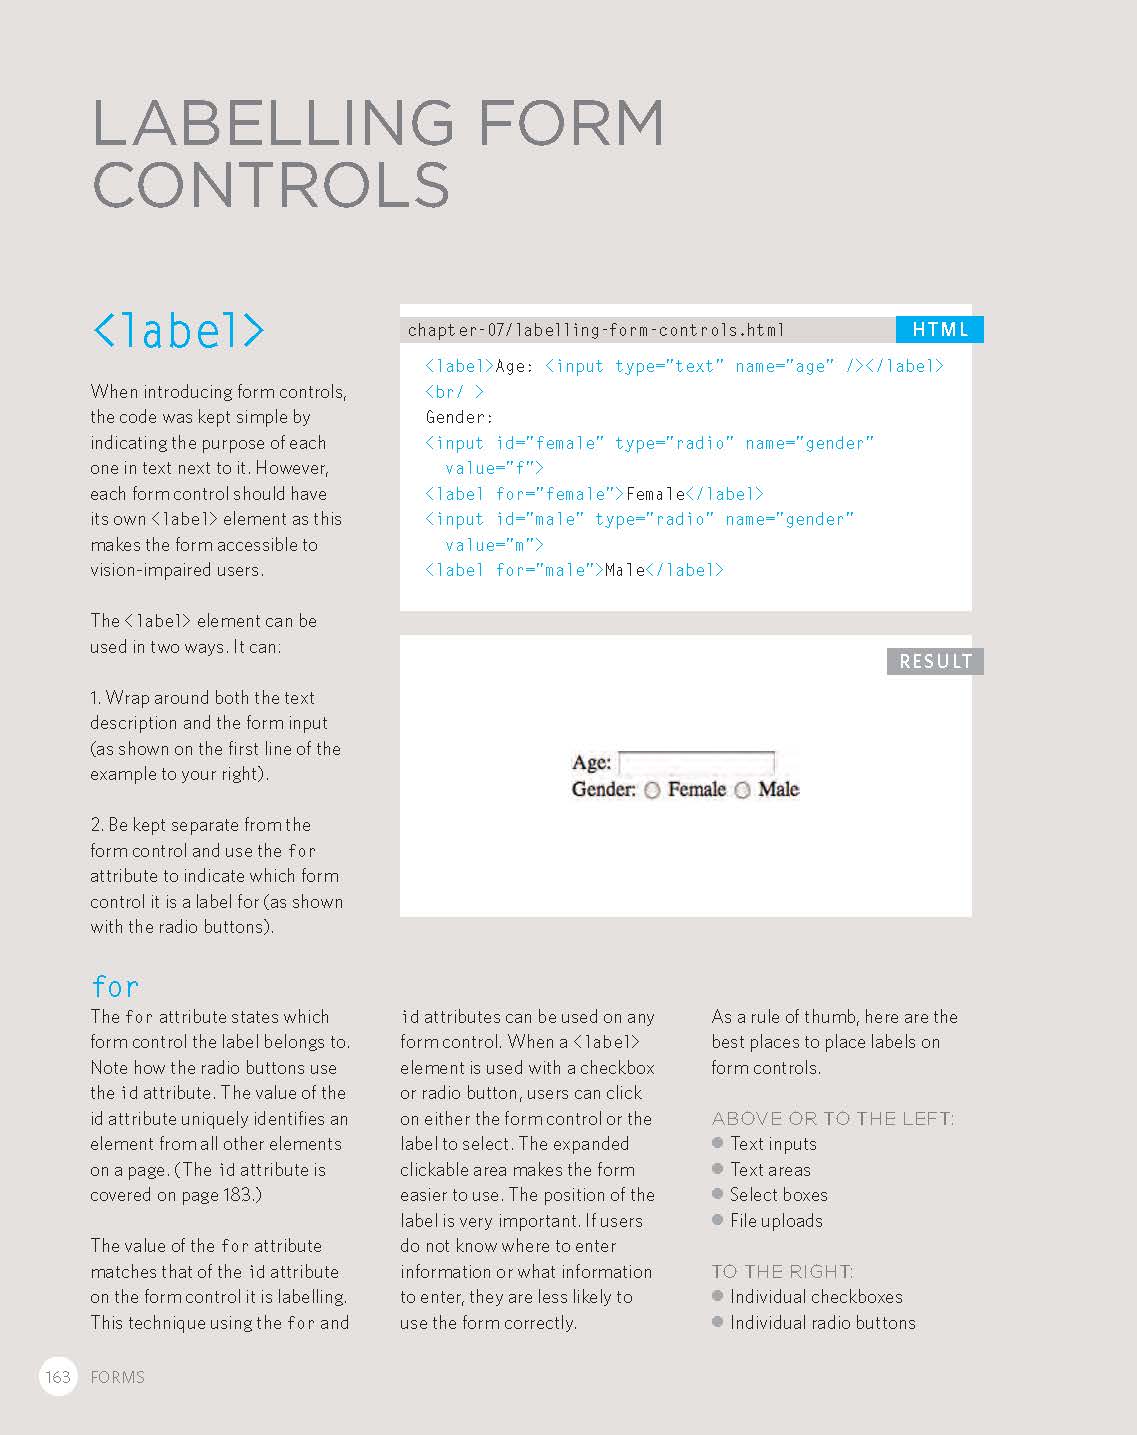 LABELLING FORM
CONTROLS
<label>
When introducing form controls,
the code was kept simple by
indicating the purpose of each
one in text next to it. However,
each form control should have
its own <label> element as this
makes the form accessible to
vision-impaired users.
The <label> element can be
used in two ways. It can:
1. Wrap around both the text
description and the form input
(as shown on the first line of the
example to your right).
2. Be kept separate from the
form control and use the for
attribute to indicate which form
control it is a label for (as shown
with the radio buttons).
chapter-07/labelling-form-controls.html
HTML
<label>Age: <input type="text" name="age" /></label>
<br/ >
Gender:
<input id="female" type="radio" name="gender"
value="f">
<label for="female">Female</label>
<input id="male" type="radio" name="gender"
value="m">
<label for="male">Male</label>
RESULT
Age:
Gender: Female Male
for
The for attribute states which
form control the label belongs to.
Note how the radio buttons use
the id attribute. The value of the
id attribute uniquely identifies an
element from all other elements
on a page. (The id attribute is
covered on page 183.)
The value of the for attribute
matches that of the id attribute
on the form control it is labelling.
This technique using the for and
id attributes can be used on any
form control. When a <label>
element is used with a checkbox
or radio button, users can click
on either the form control or the
label to select. The expanded
clickable area makes the form
easier to use. The position of the
label is very important. If users
do not know where to enter
information or what information
to enter, they are less likely to
use the form correctly.
As a rule of thumb, here are the
best places to place labels on
form controls.
ABOVE OR TO THE LEFT:
● Text inputs
● Text areas
● Select boxes
● File uploads
TO THE RIGHT:
● Individual checkboxes
● Individual radio buttons
163 FORMS